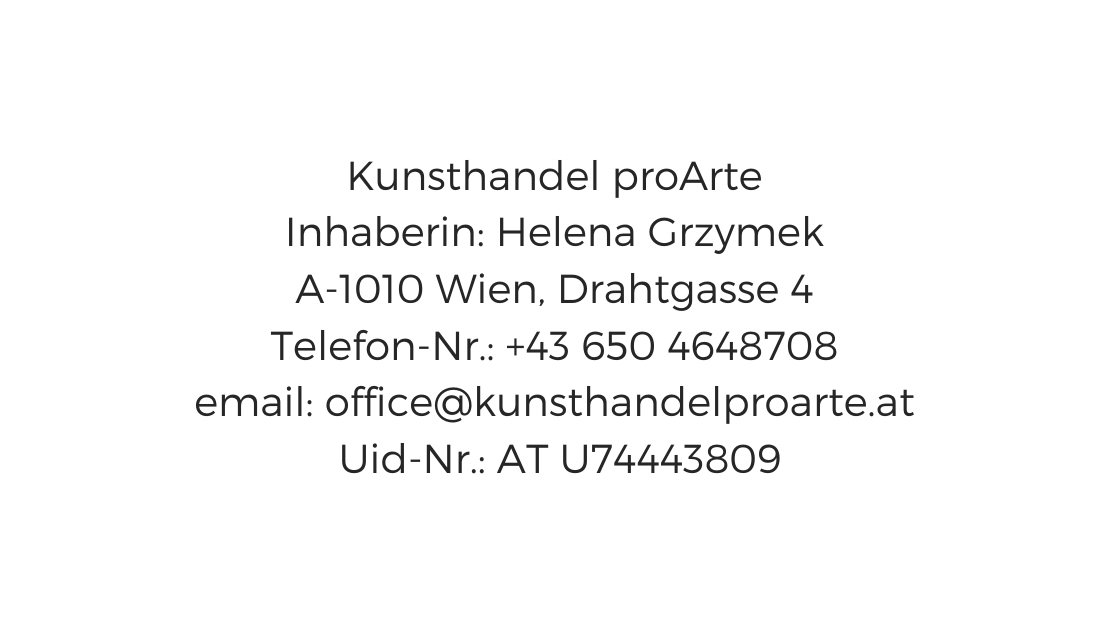 Kunsthandel proArte
Inhaberin: Helena Grzymek
A-1010 Wien, Drahtgasse 4
Telefon-Nr.: +43 650 4648708
email: office@kunsthandelproarte.at
Uid-Nr.: AT U74443809